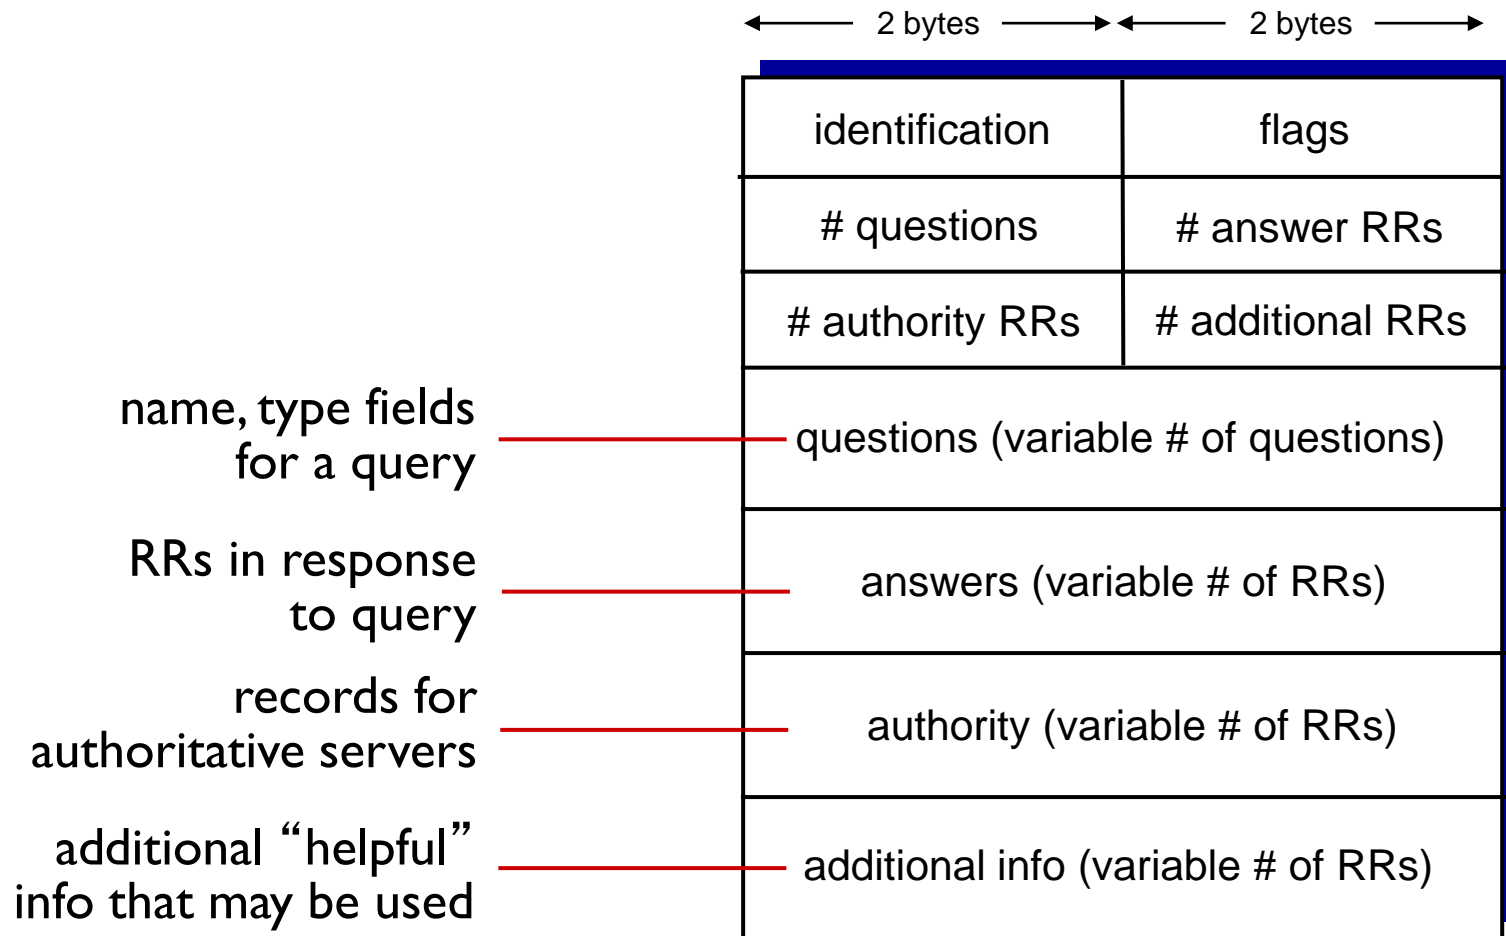 2 bytes 2 bytes
identification flags
# questions # answer RRs
# authority RRs # additional RRs
name, type fields
for a query
questions (variable # of questions)
RRs in response
to query
answers (variable # of RRs)
records for
authoritative servers
authority (variable # of RRs)
additional “helpful”
info that may be used
additional info (variable # of RRs)